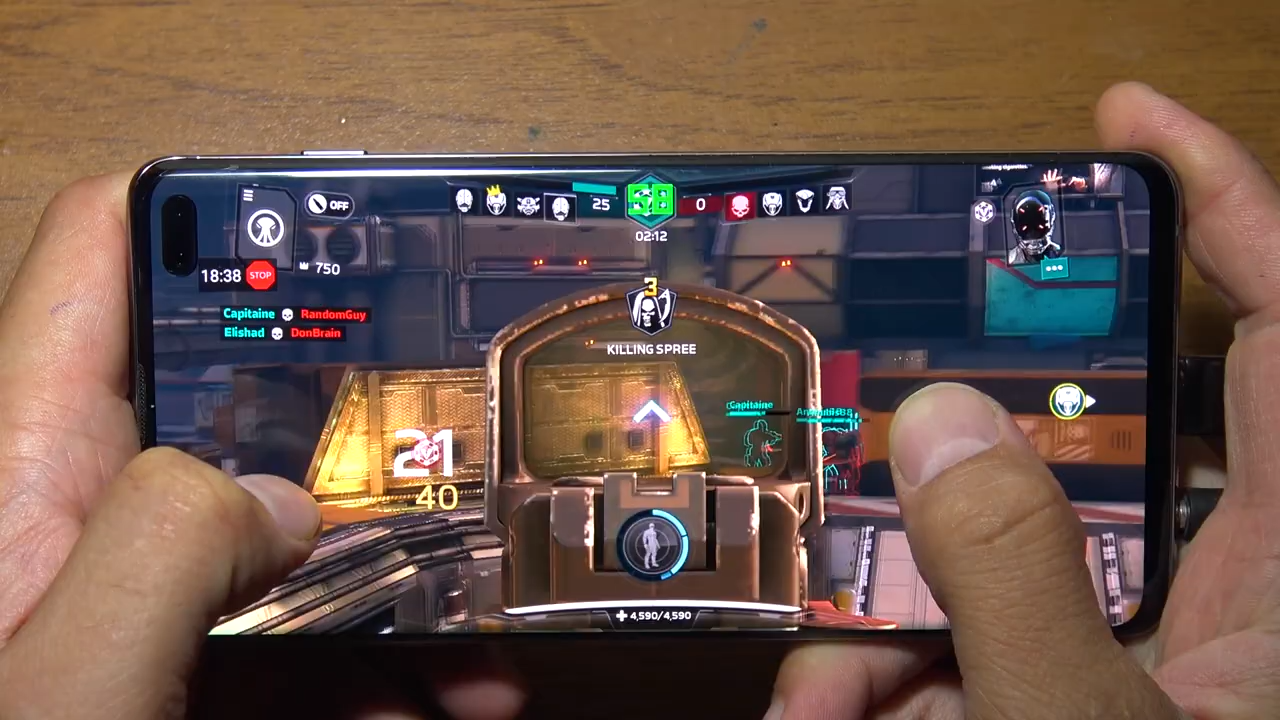 OFF
25
58
0
02:12
18:38 STOP
750
Capitaine RandomGuy
Elishad DonBrain
3
KILLING SPREE
Capitaine
21
40
4,590/4,590